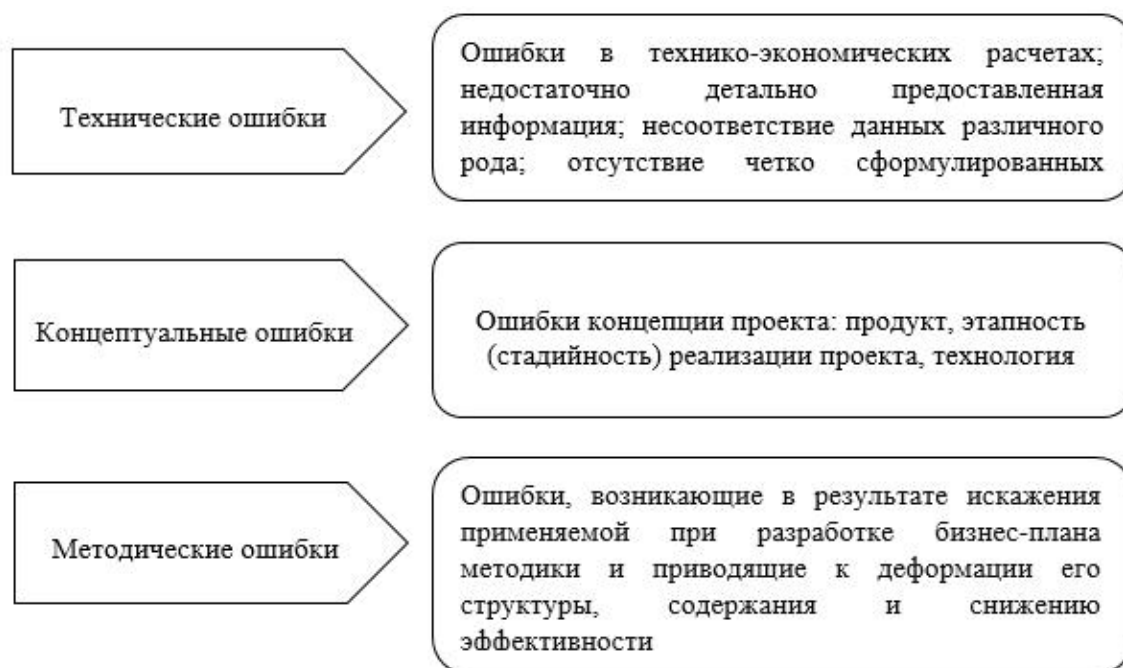 Технические ошибки
Ошибки в технико-экономических расчетах;
недостаточно детально предоставленная
информация; несоответствие данных различного
рода; отсутствие четко сформулированных
Концептуальные ошибки
Ошибки концепции проекта: продукт, этапность
(стадийность) реализации проекта, технология
Методические ошибки
Ошибки, возникающие в результате искажения
применяемой при разработке бизнес-плана
методики и приводящие к деформации его
структуры, содержания и снижению
эффективности